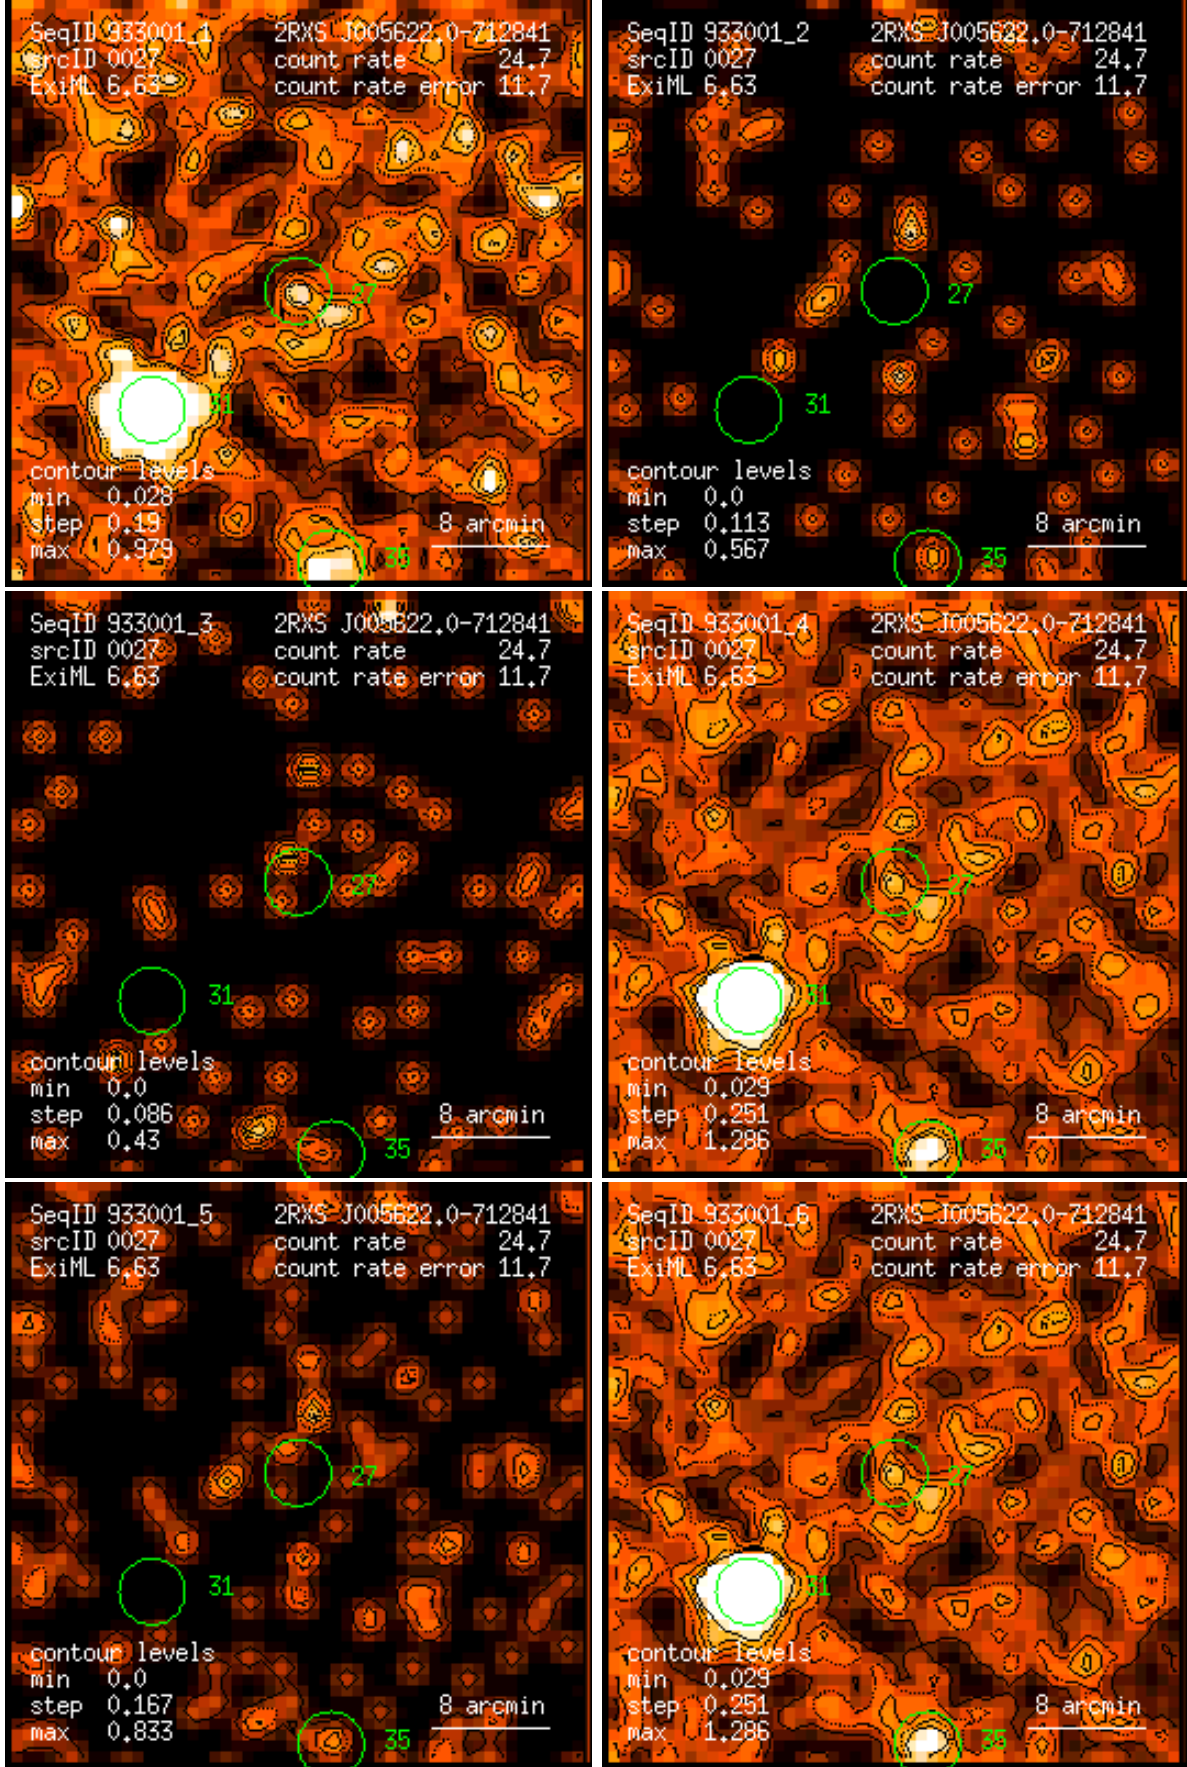 SeqID 933001_1 2RXS J005622.0-712841
srcID 0027 count rate 24.7
ExiML 6.63 count rate error 11.7
27
31
contour levels
min 0.028
step 0.19
max 0.979
8 arcmin
35
SeqID 933001_2 2RXS J005622.0-712841
srcID 0027 count rate 24.7
ExiML 6.63 count rate error 11.7
27
31
contour levels
min 0.0
step 0.113
max 0.567
8 arcmin
35
SeqID 933001_3 2RXS J005622.0-712841
srcID 0027 count rate 24.7
ExiML 6.63 count rate error 11.7
27
31
contour levels
min 0.0
step 0.086
max 0.43
8 arcmin
35
SeqID 933001_4 2RXS J005622.0-712841
srcID 0027 count rate 24.7
ExiML 6.63 count rate error 11.7
27
31
contour levels
min 0.029
step 0.251
max 1.286
8 arcmin
35
SeqID 933001_5 2RXS J005622.0-712841
srcID 0027 count rate 24.7
ExiML 6.63 count rate error 11.7
27
31
contour levels
min 0.0
step 0.167
max 0.833
8 arcmin
35
SeqID 933001_6 2RXS J005622.0-712841
srcID 0027 count rate 24.7
ExiML 6.63 count rate error 11.7
27
31
contour levels
min 0.029
step 0.251
max 1.286
8 arcmin
35